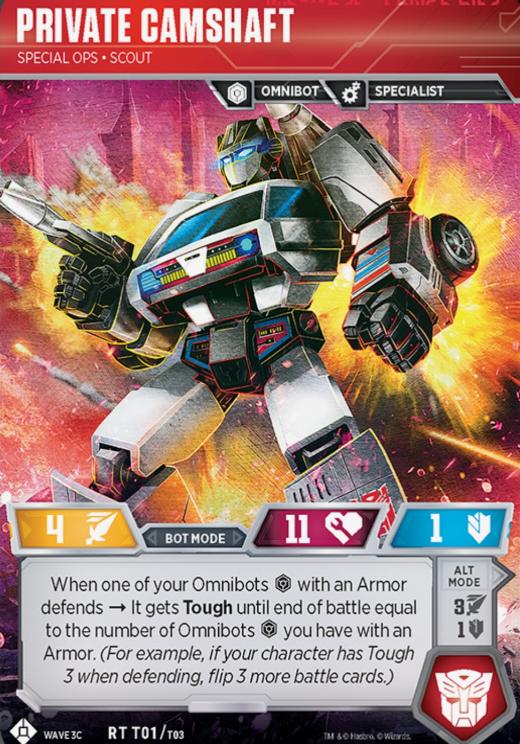 PRIVATE CAMSHAFT
SPECIAL OPS • SCOUT
OMNIBOT SPECIALIST
4 BOT MODE 11 1
When one of your Omnibots with an Armor
defends → It gets Tough until end of battle equal
to the number of Omnibots you have with an
Armor. (For example, if your character has Tough
3 when defending, flip 3 more battle cards.)
ALT
MODE
3
1
WAVE 3C RT T01/T03 TM & © Hasbro. © Wizards.